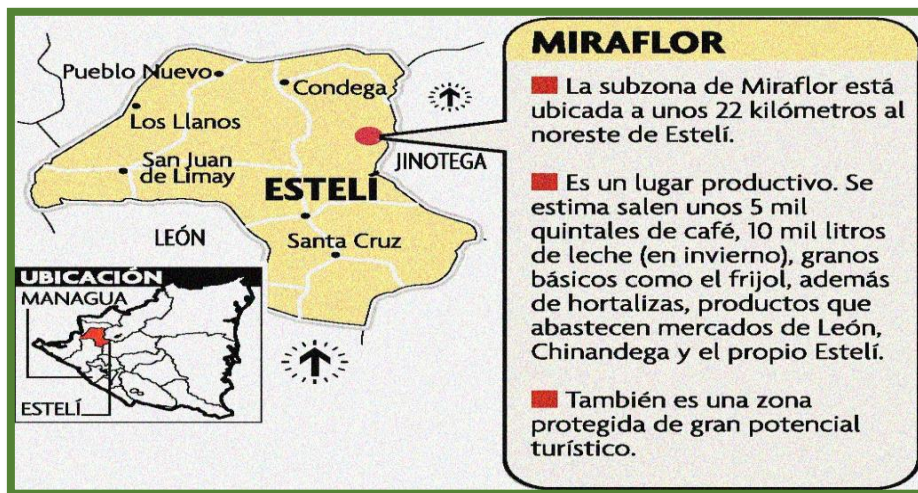 Pueblo Nuevo
Condega
Los Llanos
San Juan
de Limay
JINOTEGA
ESTELÍ
LEÓN
Santa Cruz
UBICACIÓN
MANAGUA
ESTELÍ
MIRAFLOR
La subzona de Miraflor está
ubicada a unos 22 kilómetros al
noreste de Estelí.
Es un lugar productivo. Se
estima salen unos 5 mil
quintales de café, 10 mil litros
de leche (en invierno), granos
básicos como el frijol, además
de hortalizas, productos que
abastecen mercados de León,
Chinandega y el propio Estelí.
También es una zona
protegida de gran potencial
turístico.